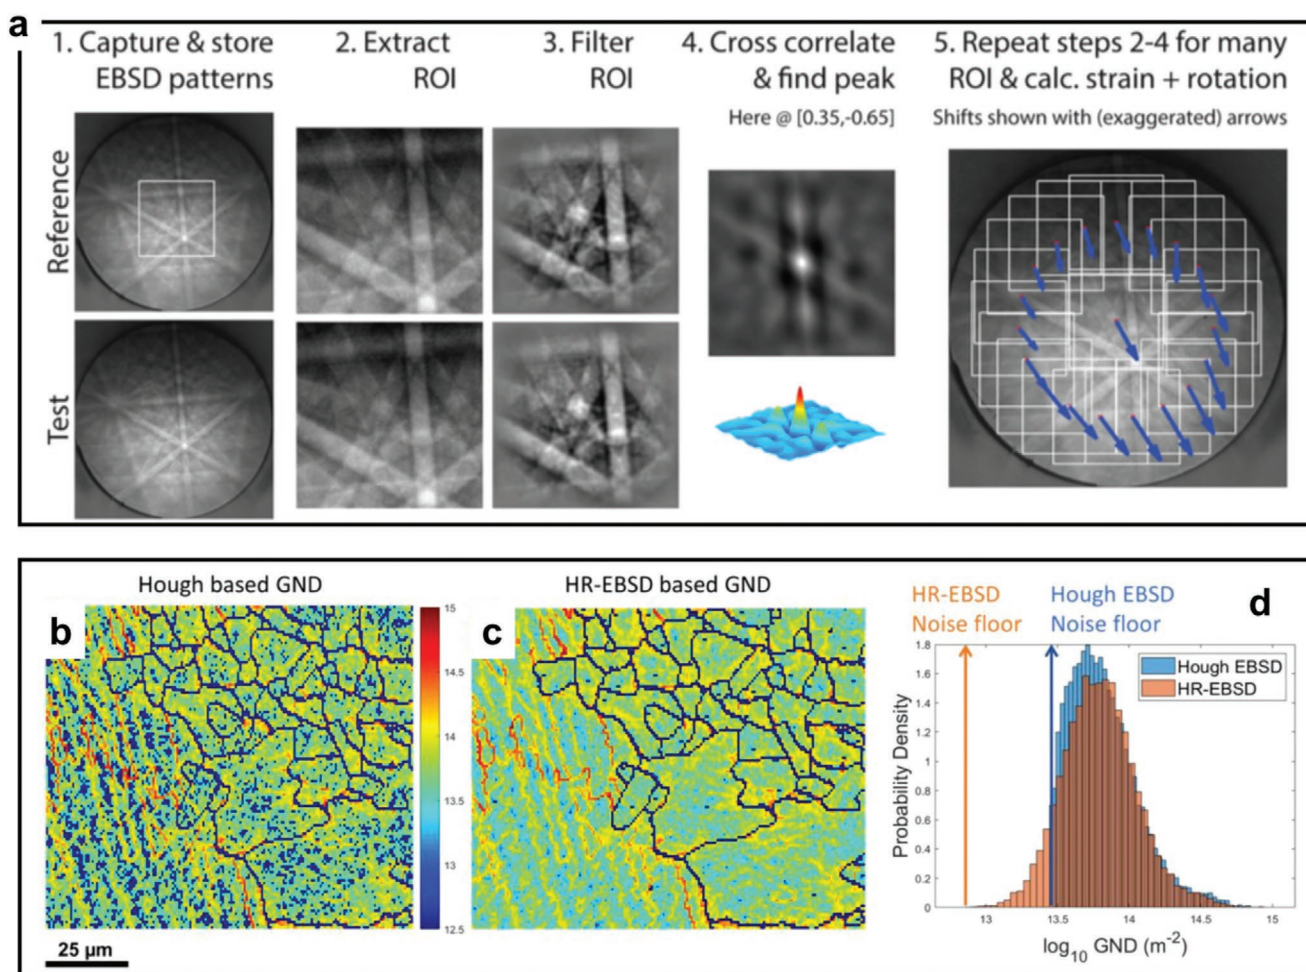 a
1. Capture & store
EBSD patterns
2. Extract
ROI
3. Filter
ROI
4. Cross correlate
& find peak
Here @ [0.35,-0.65]
5. Repeat steps 2-4 for many
ROI & calc. strain + rotation
Shifts shown with (exaggerated) arrows
Reference
Test
Hough based GND
b
15
14.5
14
13.5
13
12.5
25 µm
HR-EBSD based GND
c
HR-EBSD
Noise floor
Hough EBSD
Noise floor
d
Hough EBSD
HR-EBSD
Probability Density
1.8
1.6
1.4
1.2
1
0.8
0.6
0.4
0.2
0
13
13.5
14
14.5
15
log10 GND (m-2)